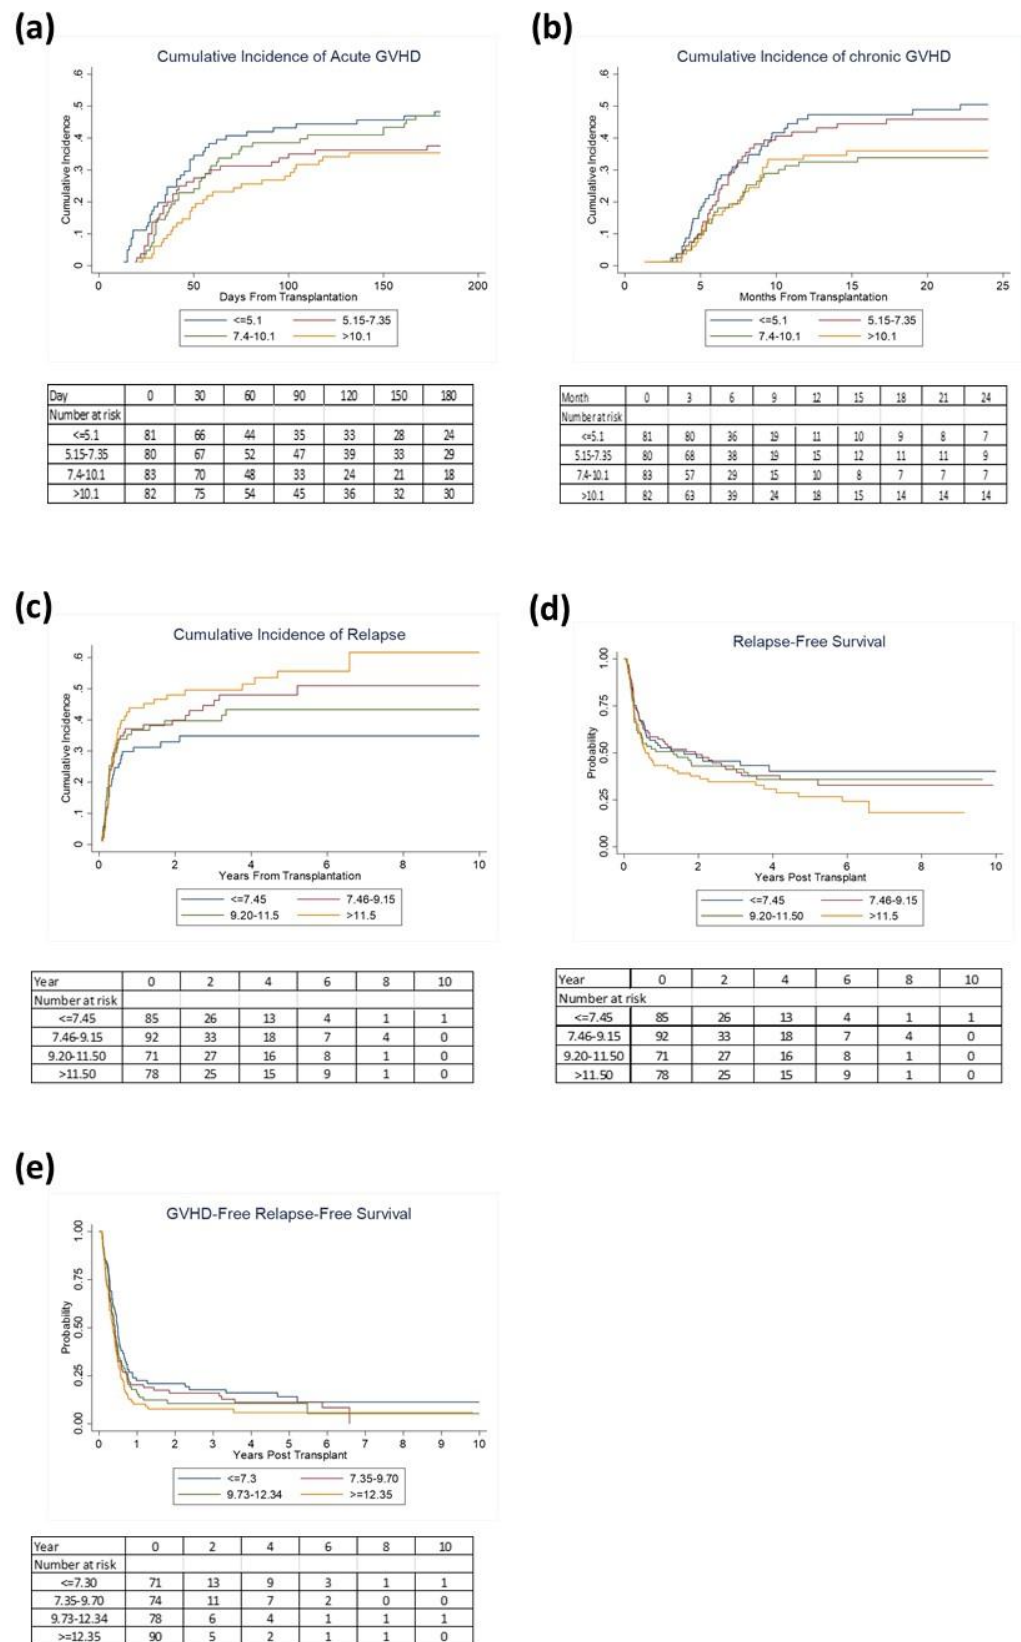 (a)
Cumulative Incidence of Acute GVHD
Cumulative Incidence
.6
.5
.4
.3
.2
.1
0
0 50 100 150 200
Days From Transplantation
<=5.1 5.15-7.35
7.4-10.1 >10.1
Day 0 30 60 90 120 150 180
Number at risk
<=5.1 81 66 44 35 33 28 24
5.15-7.35 80 67 52 47 39 33 29
7.4-10.1 83 70 48 33 24 21 18
>10.1 82 75 54 45 36 32 30
(b)
Cumulative Incidence of chronic GVHD
Cumulative Incidence
.6
.5
.4
.3
.2
.1
0
0 5 10 15 20 25
Months From Transplantation
<=5.1 5.15-7.35
7.4-10.1 >10.1
Month 0 3 6 9 12 15 18 21 24
Number at risk
<=5.1 81 80 36 19 11 10 9 8 7
5.15-7.35 80 68 38 19 15 12 11 11 9
7.4-10.1 83 57 29 15 10 8 7 7 7
>10.1 82 63 39 24 18 15 14 14 14
(c)
Cumulative Incidence of Relapse
Cumulative Incidence
.6
.5
.4
.3
.2
.1
0
0 2 4 6 8 10
Years From Transplantation
<=7.45 7.46-9.15
9.20-11.5 >11.5
Year 0 2 4 6 8 10
Number at risk
<=7.45 85 26 13 4 1 1
7.46-9.15 92 33 18 7 4 0
9.20-11.50 71 27 16 8 1 0
>11.50 78 25 15 9 1 0
(d)
Relapse-Free Survival
Probability
1.00
0.75
0.50
0.25
0.00
0 2 4 6 8 10
Years Post Transplant
<=7.45 7.46-9.15
9.20-11.50 >11.5
Year 0 2 4 6 8 10
Number at risk
<=7.45 85 26 13 4 1 1
7.46-9.15 92 33 18 7 4 0
9.20-11.50 71 27 16 8 1 0
>11.50 78 25 15 9 1 0
(e)
GVHD-Free Relapse-Free Survival
Probability
1.00
0.75
0.50
0.25
0.00
0 1 2 3 4 5 6 7 8 9 10
Years Post Transplant
<=7.3 7.35-9.70
9.73-12.34 >=12.35
Year 0 2 4 6 8 10
Number at risk
<=7.30 71 13 9 3 1 1
7.35-9.70 74 11 7 2 0 0
9.73-12.34 78 6 4 1 1 1
>=12.35 90 5 2 1 1 0